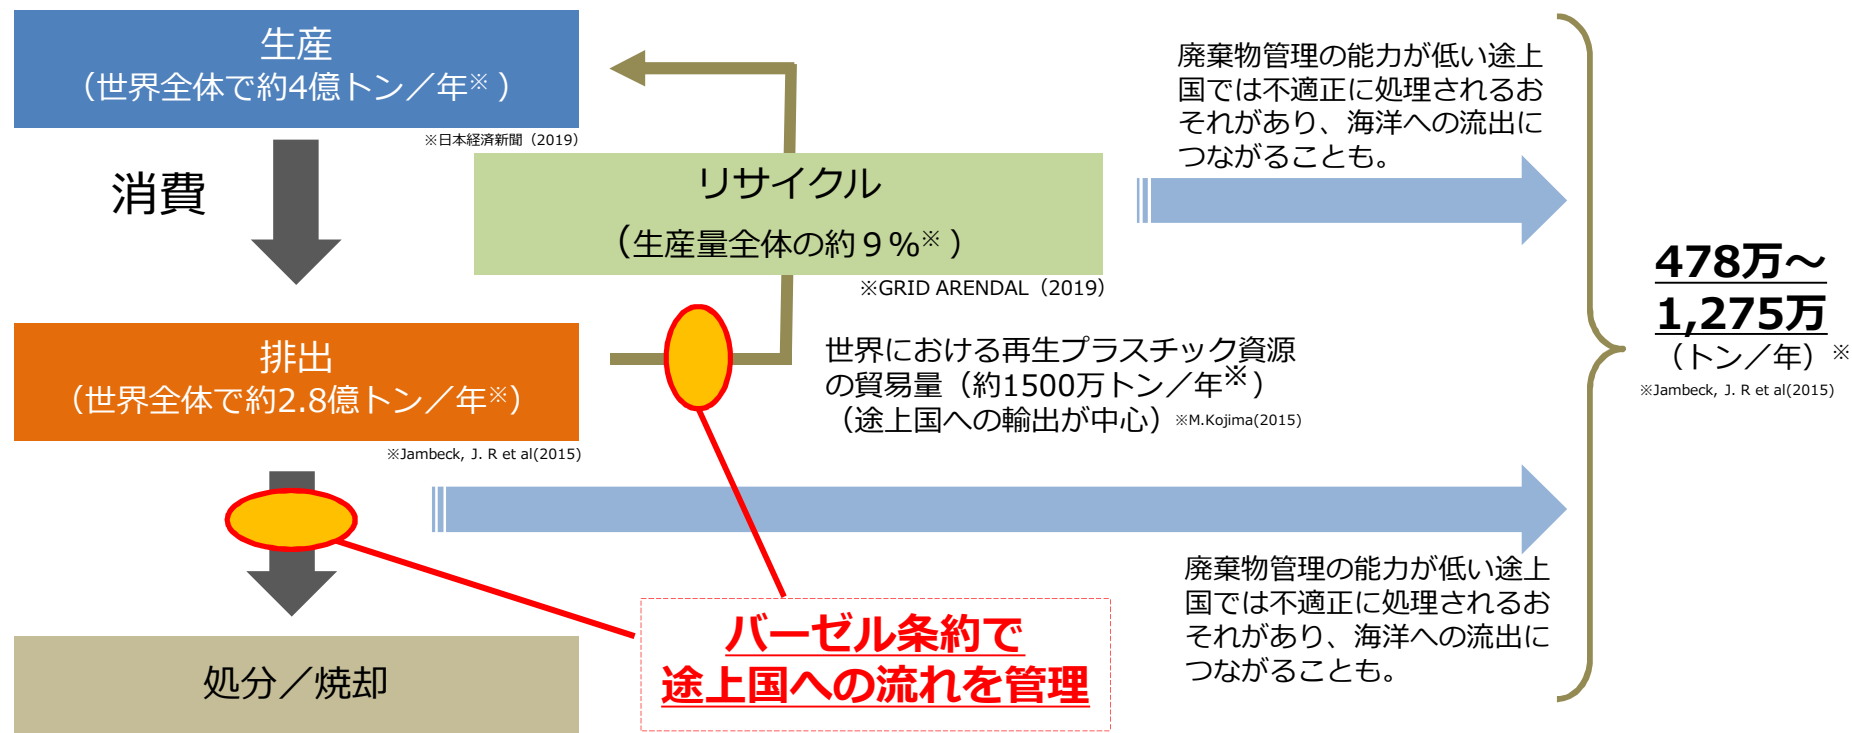 生産
（世界全体で約4億トン／年※）
※日本経済新聞（2019）
消費
リサイクル
（生産量全体の約９%※）
※GRID ARENDAL（2019）
排出
（世界全体で約2.8億トン／年※）
※Jambeck, J. R et al(2015)
世界における再生プラスチック資源
の貿易量（約1500万トン／年※）
（途上国への輸出が中心）※M.Kojima(2015)
処分／焼却
バーゼル条約で
途上国への流れを管理
廃棄物管理の能力が低い途上
国では不適正に処理されるお
それがあり、海洋への流出に
つながることも。
廃棄物管理の能力が低い途上
国では不適正に処理されるお
それがあり、海洋への流出に
つながることも。
478万～
1,275万
（トン／年）※
※Jambeck, J. R et al(2015)